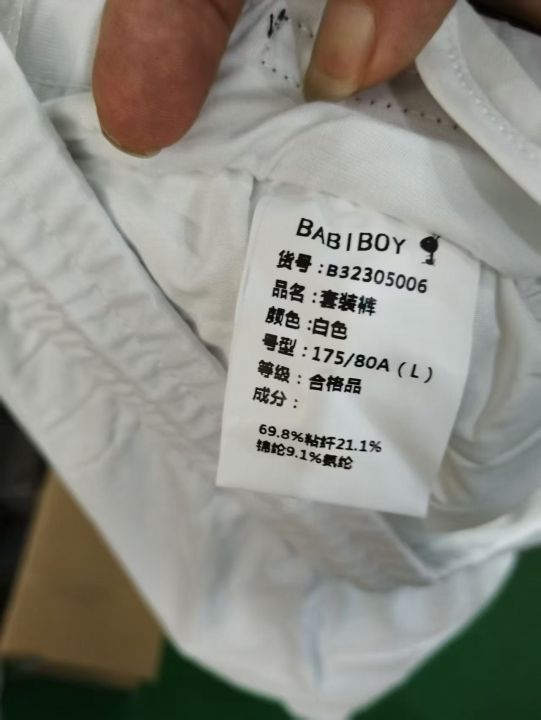 BABIBOY
货号：B32305006
品名：套装裤
颜色：白色
号型：175/80A（L）
等级：合格品
成分：
69.8%粘纤21.1%
锦纶9.1%氨纶